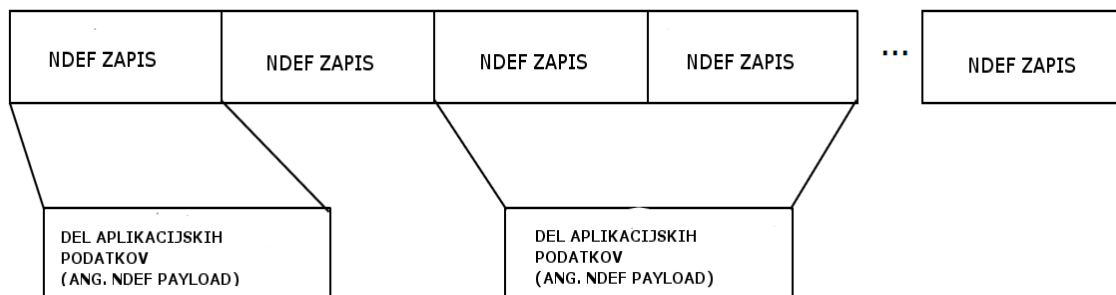 NDEF ZAPIS
NDEF ZAPIS
NDEF ZAPIS
NDEF ZAPIS
...
NDEF ZAPIS
DEL APLIKACIJSKIH
PODATKOV
(ANG. NDEF PAYLOAD)
DEL APLIKACIJSKIH
PODATKOV
(ANG. NDEF PAYLOAD)